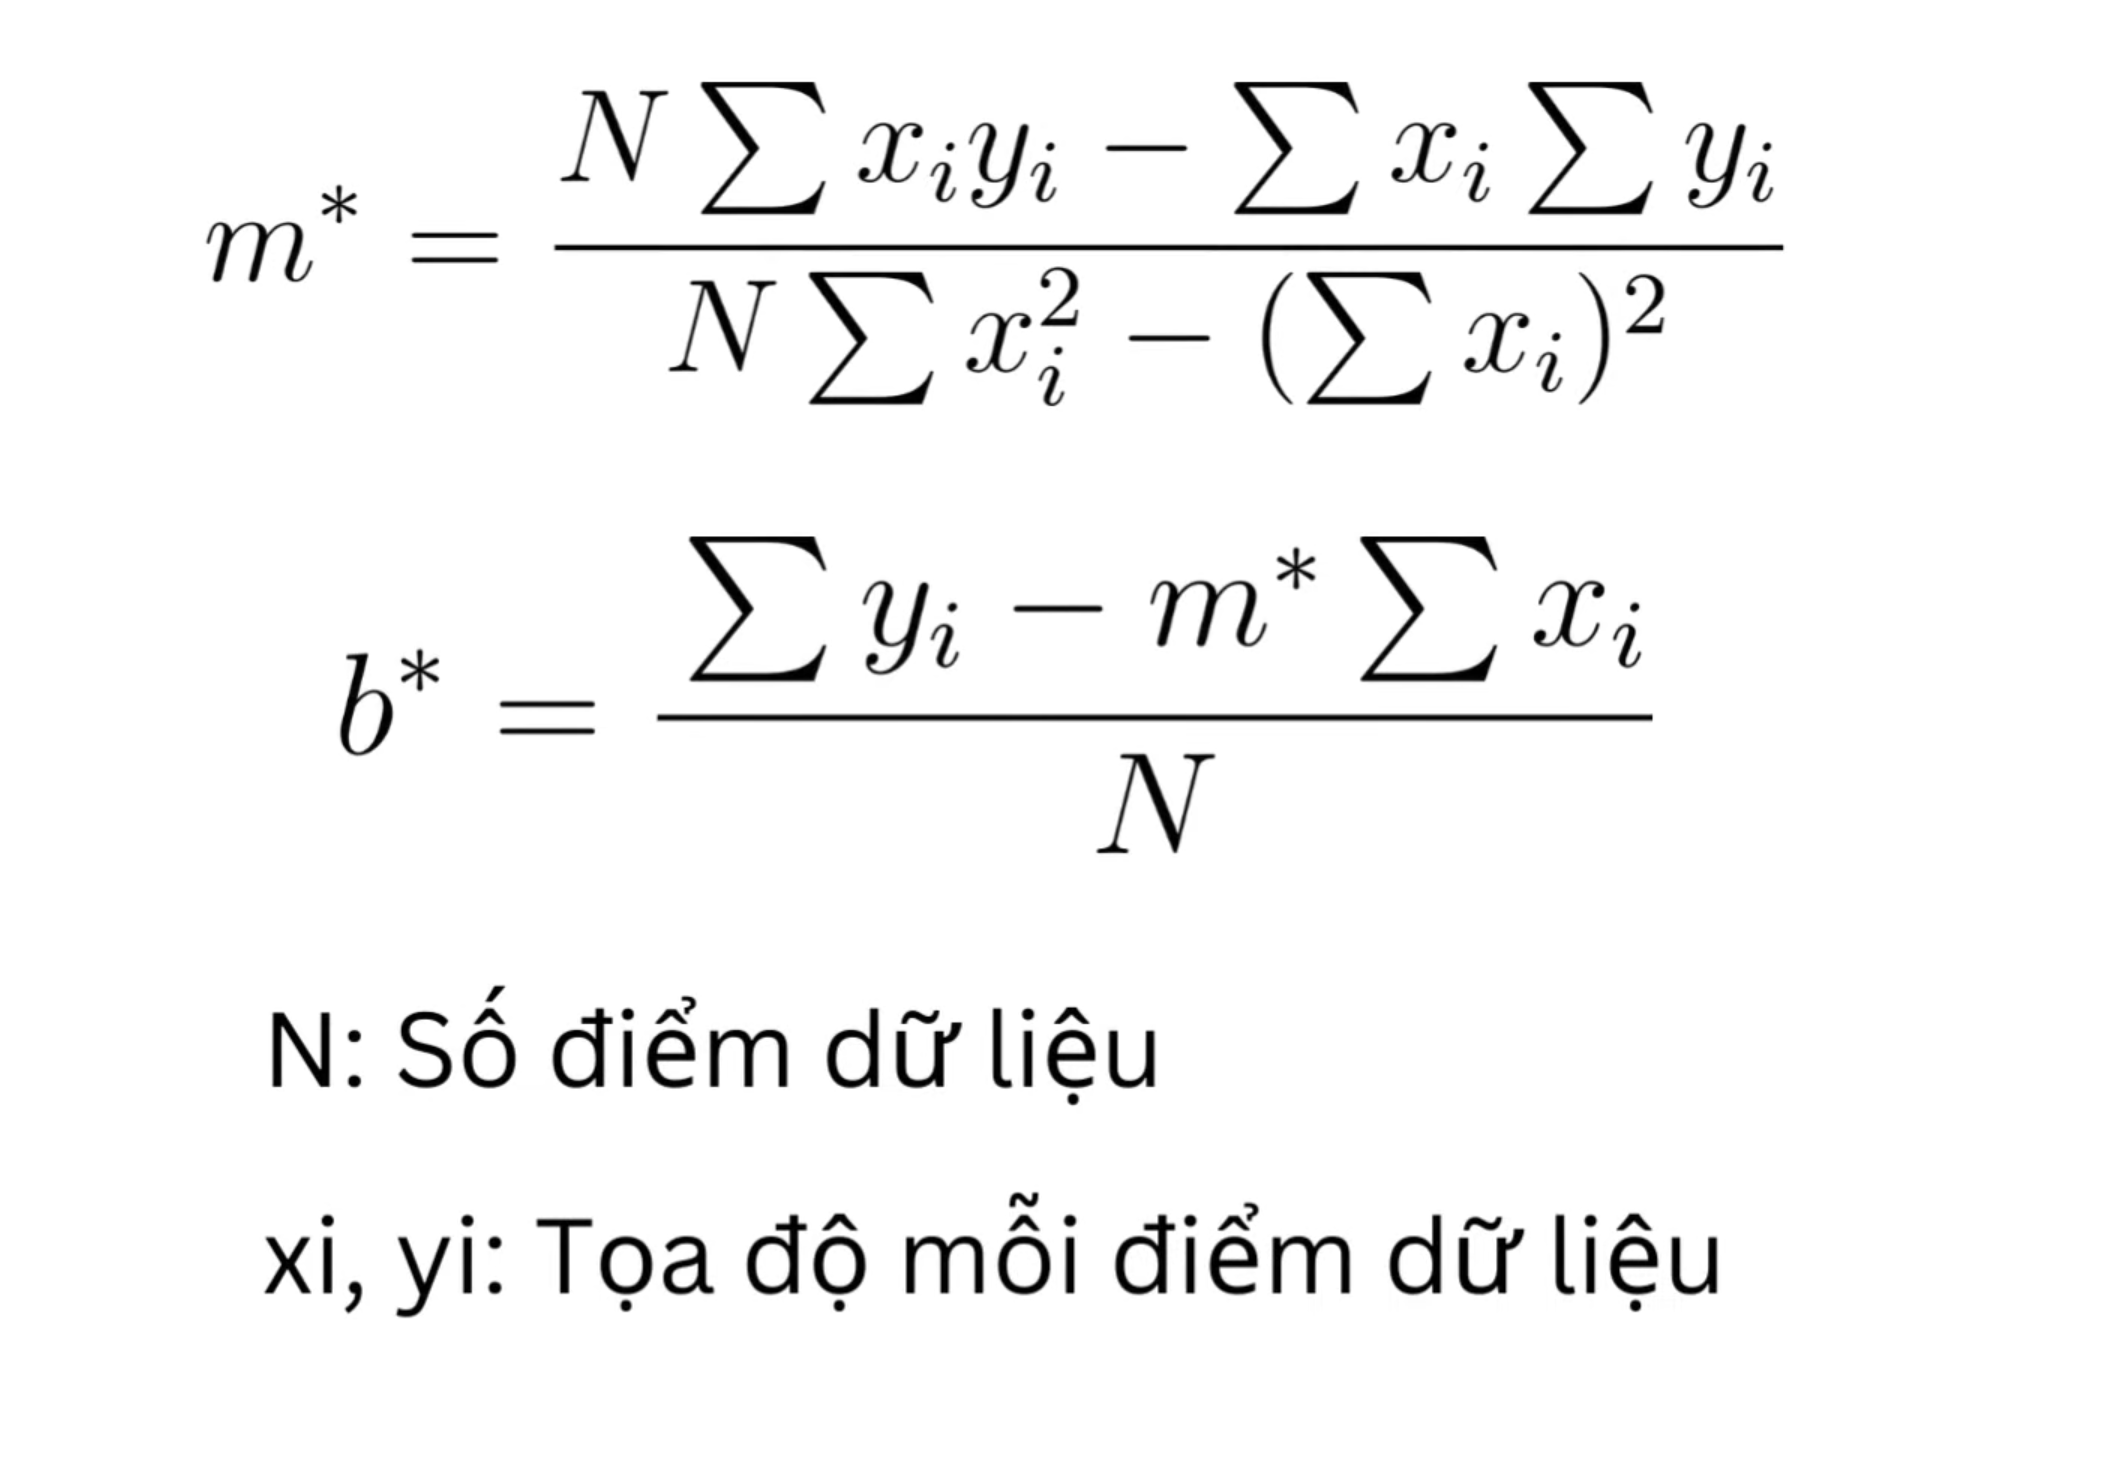 m* = (N ∑ xᵢyᵢ − ∑ xᵢ ∑ yᵢ) / (N ∑ xᵢ² − (∑ xᵢ)²)
b* = (∑ yᵢ − m* ∑ xᵢ) / N
N: Số điểm dữ liệu
xi, yi: Tọa độ mỗi điểm dữ liệu